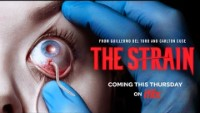 FROM GUILLERMO DEL TORO AND CARLTON CUSE
THE STRAIN
COMING THIS THURSDAY
ON